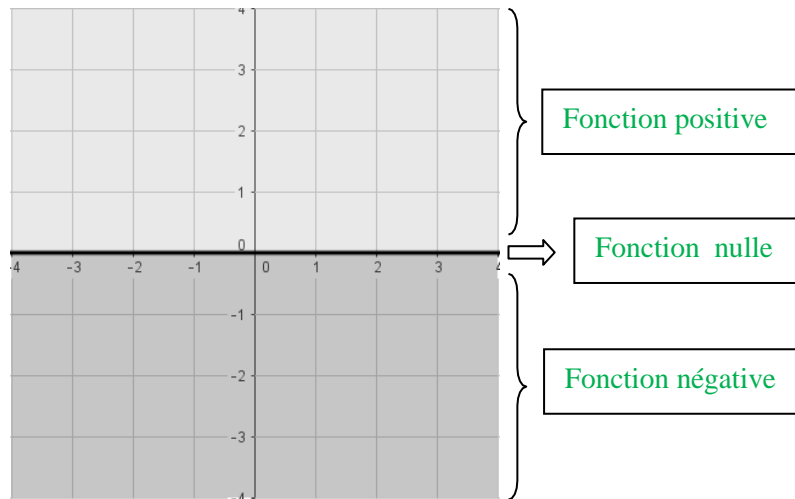 4
3
Fonction positive
2
1
0
Fonction nulle
-4 -3 -2 -1 0 1 2 3 4
-1
-2
Fonction négative
-3
-4